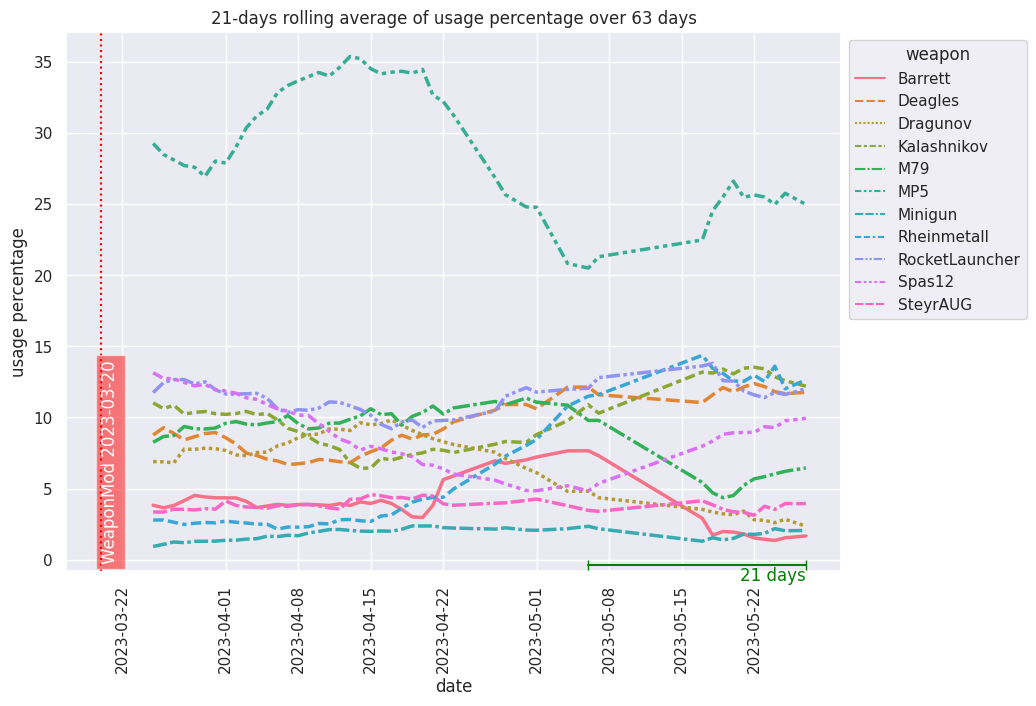 21-days rolling average of usage percentage over 63 days
usage percentage
35
30
25
20
15
10
5
0
WeaponMod 2023-03-20
21 days
2023-03-22
2023-04-01
2023-04-08
2023-04-15
2023-04-22
2023-05-01
2023-05-08
2023-05-15
2023-05-22
date
weapon
Barrett
Deagles
Dragunov
Kalashnikov
M79
MP5
Minigun
Rheinmetall
RocketLauncher
Spas12
SteyrAUG